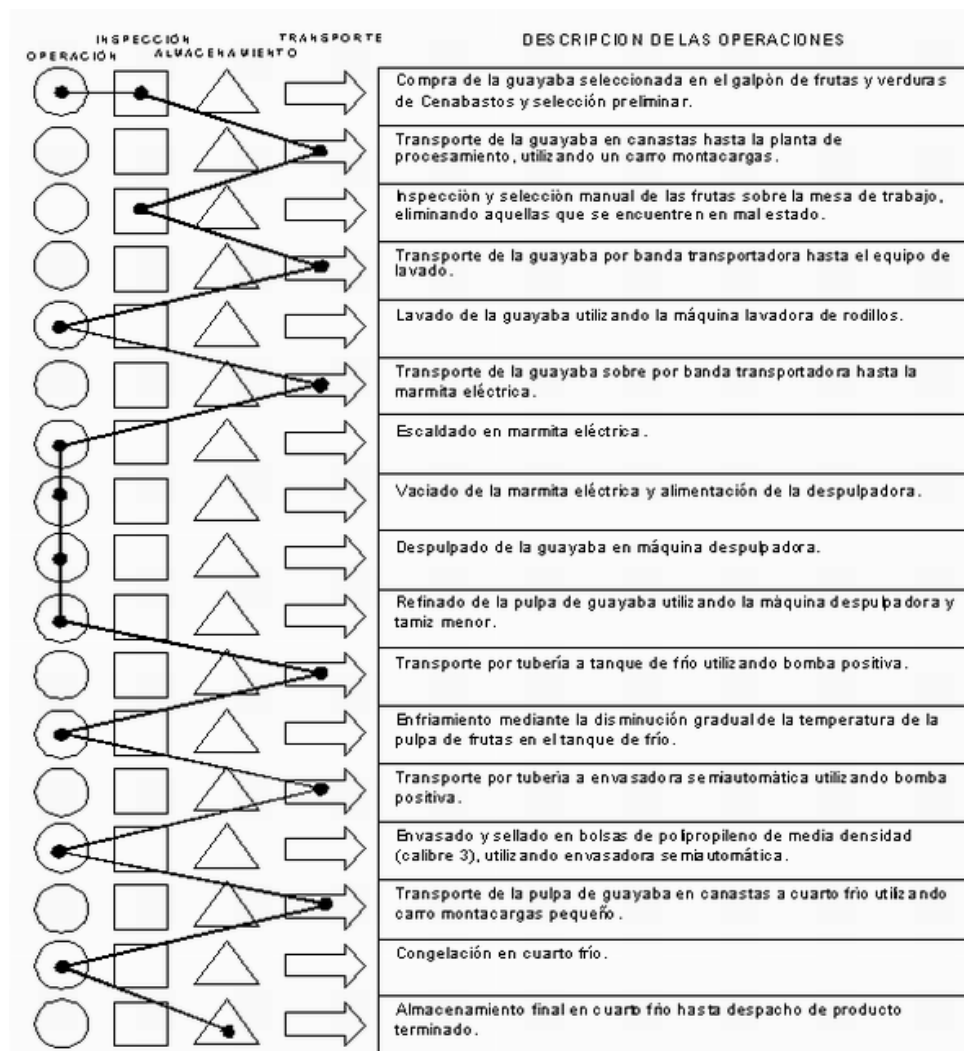 INSPECCIÓN TRANSPORTE DESCRIPCION DE LAS OPERACIONES
OPERACIÓN ALMACENAMIENTO
Compra de la guayaba seleccionada en el galpòn de frutas y verduras
de Cenabastos y selección preliminar.
Transporte de la guayaba en canastas hasta la planta de
procesamiento, utilizando un carro montacargas.
Inspecciòn y selecciòn manual de las frutas sobre la mesa de trabajo,
eliminando aquellas que se encuentren en mal estado.
Transporte de la guayaba por banda transportadora hasta el equipo de
lavado.
Lavado de la guayaba utilizando la máquina lavadora de rodillos.
Transporte de la guayaba sobre por banda transportadora hasta la
marmita eléctrica.
Escaldado en marmita eléctrica.
Vaciado de la marmita eléctrica y alimentación de la despulpadora.
Despulpado de la guayaba en máquina despulpadora.
Refinado de la pulpa de guayaba utilizando la màquina despulpadora y
tamiz menor.
Transporte por tubería a tanque de frío utilizando bomba positiva.
Enfriamiento mediante la disminución gradual de la temperatura de la
pulpa de frutas en el tanque de frío.
Transporte por tuberia a envasadora semiautomàtica utilizando bomba
positiva.
Envasado y sellado en bolsas de polipropileno de media densidad
(calibre 3), utilizando envasadora semiautomática.
Transporte de la pulpa de guayaba en canastas a cuarto frio utilizando
carro montacargas pequeño.
Congelación en cuarto frío.
Almacenamiento final en cuarto frio hasta despacho de producto
terminado.